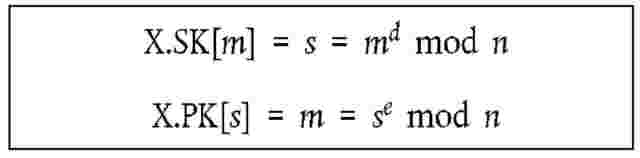 X.SK[m] = s = m^d mod n
X.PK[s] = m = s^e mod n